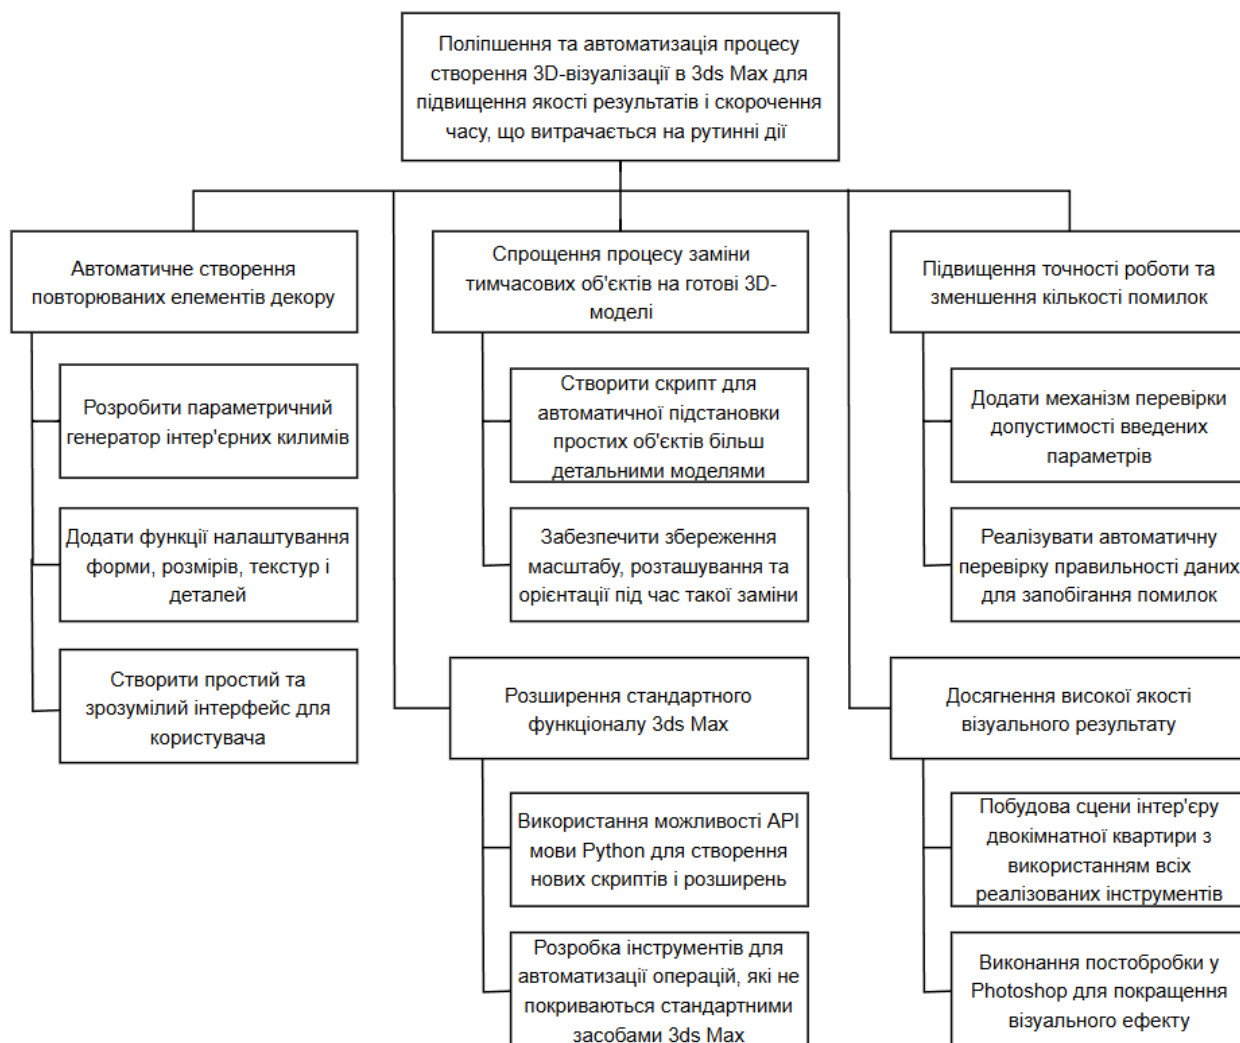 Поліпшення та автоматизація процесу
створення 3D-візуалізації в 3ds Max для
підвищення якості результатів і скорочення
часу, що витрачається на рутинні дії
Автоматичне створення
повторюваних елементів декору
Розробити параметричний
генератор інтер'єрних килимів
Додати функції налаштування
форми, розмірів, текстур і
деталей
Створити простий та
зрозумілий інтерфейс для
користувача
Спрощення процесу заміни
тимчасових об'єктів на готові 3D-
моделі
Створити скрипт для
автоматичної підстановки
простих об'єктів більш
детальними моделями
Забезпечити збереження
масштабу, розташування та
орієнтації під час такої заміни
Розширення стандартного
функціоналу 3ds Max
Використання можливості API
мови Python для створення
нових скриптів і розширень
Розробка інструментів для
автоматизації операцій, які не
покриваються стандартними
засобами 3ds Max
Підвищення точності роботи та
зменшення кількості помилок
Додати механізм перевірки
допустимості введених
параметрів
Реалізувати автоматичну
перевірку правильності даних
для запобігання помилок
Досягнення високої якості
візуального результату
Побудова сцени інтер'єру
двокімнатної квартири з
використанням всіх
реалізованих інструментів
Виконання постобробки у
Photoshop для покращення
візуального ефекту